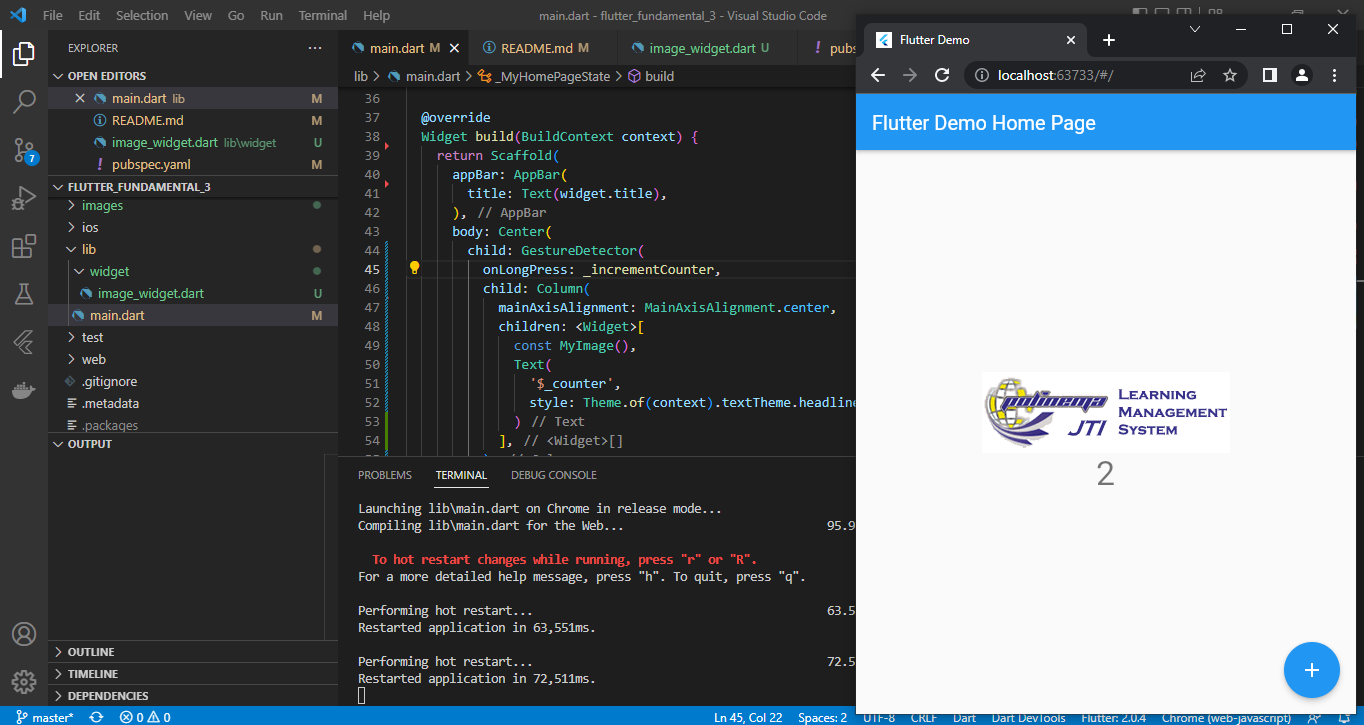 File Edit Selection View Go Run Terminal Help
main.dart - flutter_fundamental_3 - Visual Studio Code
EXPLORER
OPEN EDITORS
main.dart lib M
README.md M
image_widget.dart lib\widget U
pubspec.yaml M
FLUTTER_FUNDAMENTAL_3
images
ios
lib
widget
image_widget.dart U
main.dart M
test
web
.gitignore
.metadata
.packages
OUTPUT
OUTLINE
TIMELINE
DEPENDENCIES
7
main.dart M README.md M image_widget.dart U ! pubs
lib > main.dart > _MyHomePageState > build
36
37 @override
38 Widget build(BuildContext context) {
39 return Scaffold(
40 appBar: AppBar(
41 title: Text(widget.title),
42 ), // AppBar
43 body: Center(
44 child: GestureDetector(
45 onLongPress: _incrementCounter,
46 child: Column(
47 mainAxisAlignment: MainAxisAlignment.center,
48 children: <Widget>[
49 const MyImage(),
50 Text(
51 '$_counter',
52 style: Theme.of(context).textTheme.headline
53 ) // Text
54 ], // <Widget>[]
PROBLEMS TERMINAL DEBUG CONSOLE
Launching lib\main.dart on Chrome in release mode...
Compiling lib\main.dart for the Web... 95.9
To hot restart changes while running, press "r" or "R".
For a more detailed help message, press "h". To quit, press "q".
Performing hot restart... 63.5
Restarted application in 63,551ms.
Performing hot restart... 72.5
Restarted application in 72,511ms.
master* 0 0 Ln 45, Col 22 Spaces: 2 UTF-8 CRLF Dart Dart DevTools Flutter: 2.0.4 Chrome (web-javascript)
Flutter Demo
localhost:63733/#/
Flutter Demo Home Page
polinema
JTI
LEARNING
MANAGEMENT
SYSTEM
2